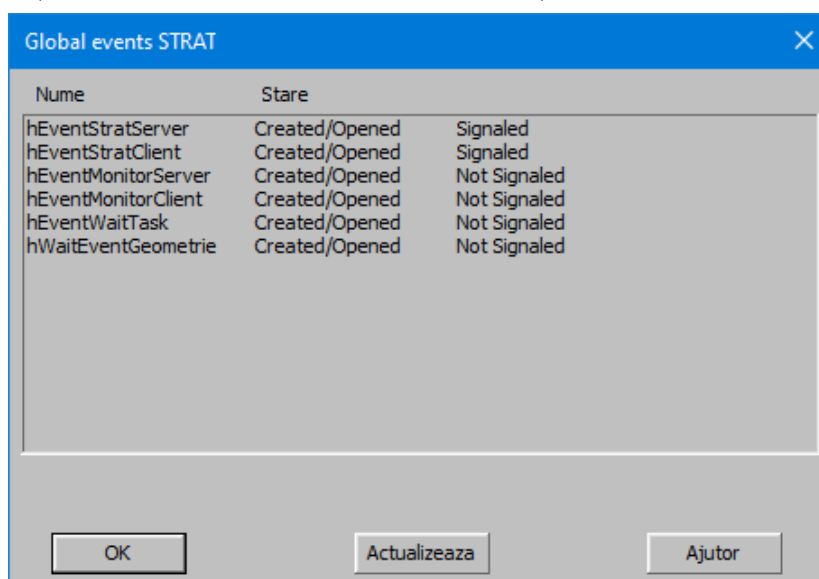 Global events STRAT
Nume Stare
hEventStratServer Created/Opened Signaled
hEventStratClient Created/Opened Signaled
hEventMonitorServer Created/Opened Not Signaled
hEventMonitorClient Created/Opened Not Signaled
hEventWaitTask Created/Opened Not Signaled
hWaitEventGeometrie Created/Opened Not Signaled
OK Actualizeaza Ajutor